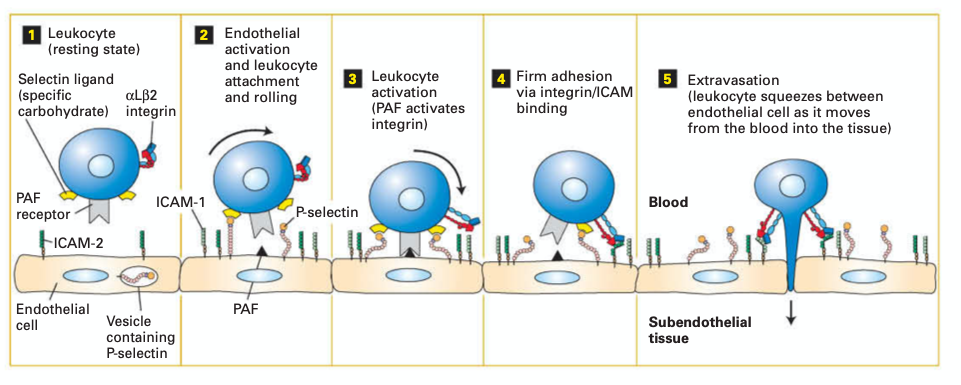 1 Leukocyte
(resting state)
Selectin ligand
(specific
carbohydrate)
αLβ2
integrin
PAF
receptor
ICAM-2
Endothelial
cell
Vesicle
containing
P-selectin
2 Endothelial
activation
and leukocyte
attachment
and rolling
ICAM-1
P-selectin
PAF
3 Leukocyte
activation
(PAF activates
integrin)
4 Firm adhesion
via integrin/ICAM
binding
5 Extravasation
(leukocyte squeezes between
endothelial cell as it moves
from the blood into the tissue)
Blood
Subendothelial
tissue